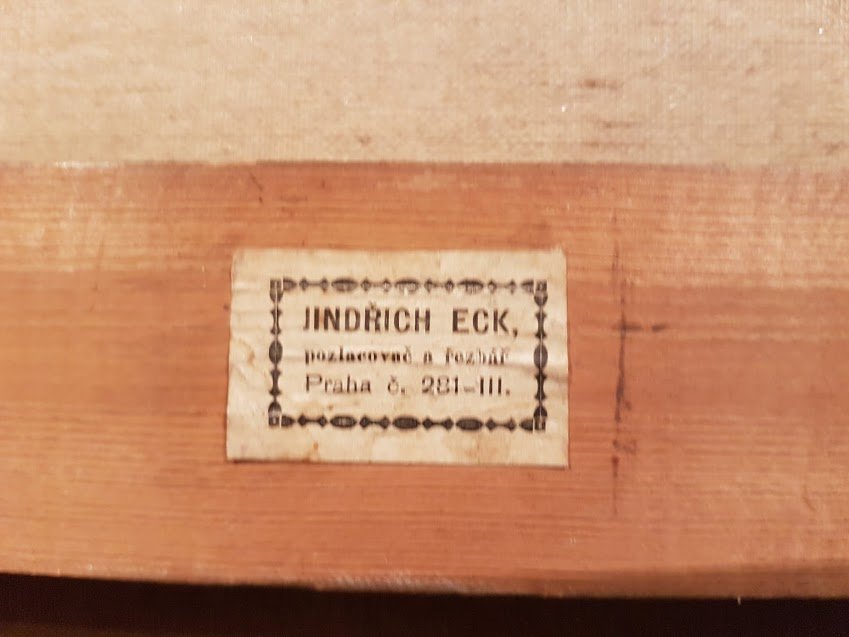 JINDŘICH ECK,
pozlacovač a řezbář
Praha č. 281-III.